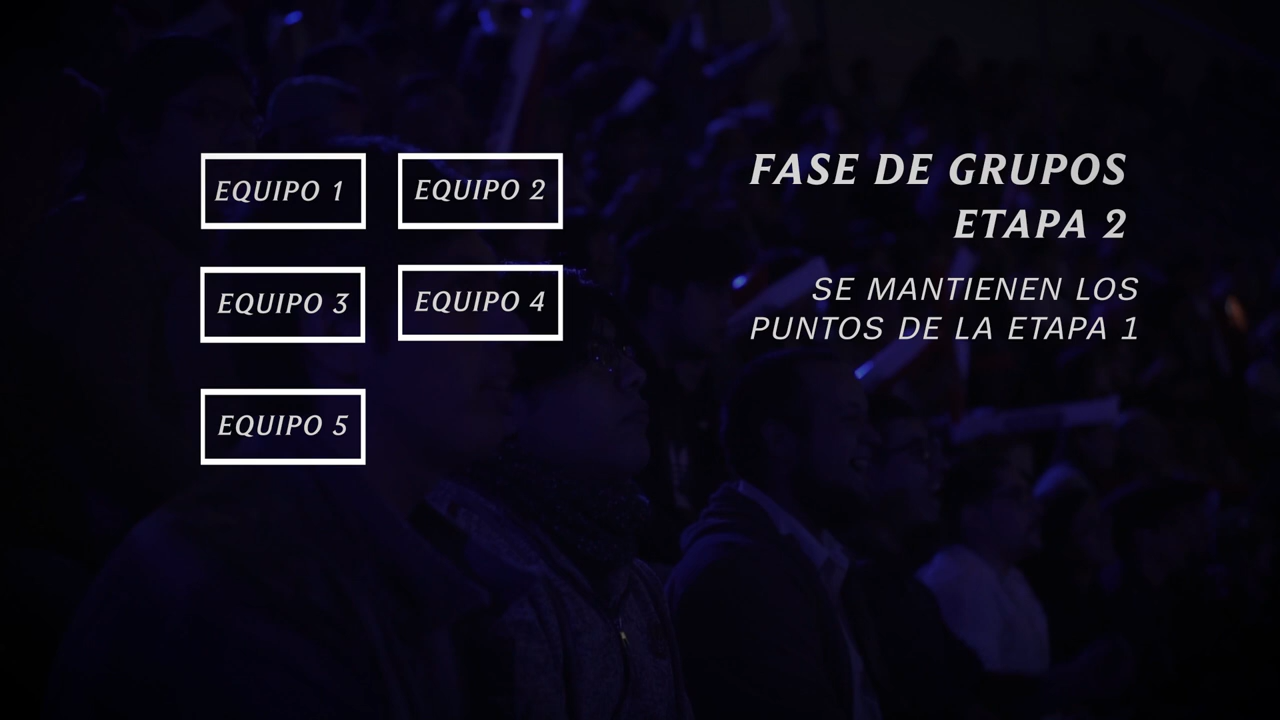 EQUIPO 1
EQUIPO 2
EQUIPO 3
EQUIPO 4
EQUIPO 5
FASE DE GRUPOS
ETAPA 2
SE MANTIENEN LOS
PUNTOS DE LA ETAPA 1